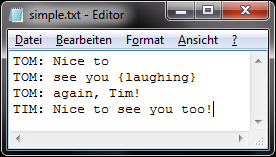 simple.txt - Editor
Datei Bearbeiten Format Ansicht ?
TOM: Nice to
TOM: see you {laughing}
TOM: again, Tim!
TIM: Nice to see you too!